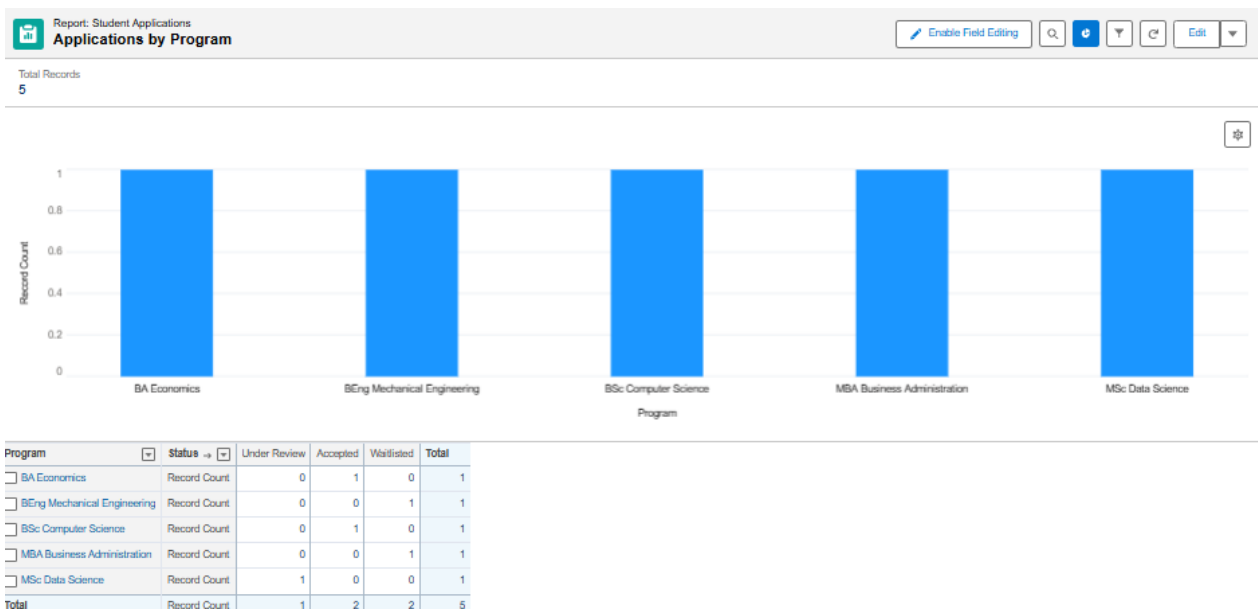 Report: Student Applications
Applications by Program
Enable Field Editing
Edit
Total Records
5
1
0.8
0.6
0.4
0.2
0
Record Count
BA Economics BEng Mechanical Engineering BSc Computer Science MBA Business Administration MSc Data Science
Program
Program Status → Under Review Accepted Waitlisted Total
BA Economics Record Count 0 1 0 1
BEng Mechanical Engineering Record Count 0 0 1 1
BSc Computer Science Record Count 0 1 0 1
MBA Business Administration Record Count 0 0 1 1
MSc Data Science Record Count 1 0 0 1
Total Record Count 1 2 2 5